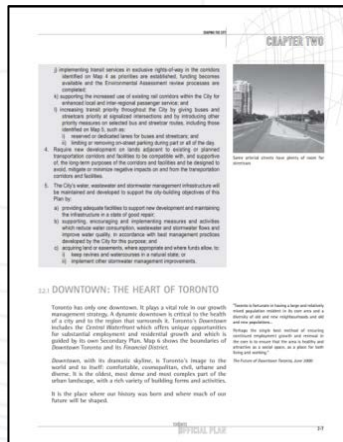 SHAPING THE CITY
CHAPTER TWO
j) implementing transit services in exclusive rights-of-way in the corridors
identified on Map 4 as priorities are established, funding becomes
available and the Environmental Assessment review processes are
completed;
k) supporting the increased use of existing rail corridors within the City for
enhanced local and inter-regional passenger service; and
l) increasing transit priority throughout the City by giving buses and
streetcars priority at signalized intersections and by introducing other
priority measures on selected bus and streetcar routes, including those
identified on Map 5, such as:
i) reserved or dedicated lanes for buses and streetcars; and
ii) limiting or removing on-street parking during part or all of the day.
4. Require new development on lands adjacent to existing or planned
transportation corridors and facilities to be compatible with, and supportive
of, the long-term purposes of the corridors and facilities and be designed to
avoid, mitigate or minimize negative impacts on and from the transportation
corridors and facilities.
5. The City's water, wastewater and stormwater management infrastructure will
be maintained and developed to support the city-building objectives of this
Plan by:
a) providing adequate facilities to support new development and maintaining
the infrastructure in a state of good repair;
b) supporting, encouraging and implementing measures and activities
which reduce water consumption, wastewater and stormwater flows and
improve water quality, in accordance with best management practices
developed by the City for this purpose; and
c) acquiring land or easements, where appropriate and where funds allow, to:
i) keep ravines and watercourses in a natural state; or
ii) implement other stormwater management improvements.
Some arterial streets have plenty of room for
2.2.1 DOWNTOWN: THE HEART OF TORONTO
Toronto has only one downtown. It plays a vital role in our growth
management strategy. A dynamic downtown is critical to the health
of a city and to the region that surrounds it. Toronto's Downtown
includes the Central Waterfront which offers unique opportunities
for substantial employment and residential growth and which is
guided by its own Secondary Plan. Map 6 shows the boundaries of
Downtown Toronto and its Financial District.
Downtown, with its dramatic skyline, is Toronto's image to the
world and to itself: comfortable, cosmopolitan, civil, urbane and
diverse. It is the oldest, most dense and most complex part of the
urban landscape, with a rich variety of building forms and activities.
It is the place where our history was born and where much of our
future will be shaped.
"Toronto is fortunate in having a large and relatively
mixed population resident in its core area and a
diversity of old and new neighbourhoods and old
and new populations...
Perhaps the single best method of ensuring
continued employment growth and renewal in
the core is to ensure that the area is healthy and
attractive as a social space, as a place for both
living and working."
The Future of Downtown Toronto, June 2000
TORONTO
OFFICIAL PLAN